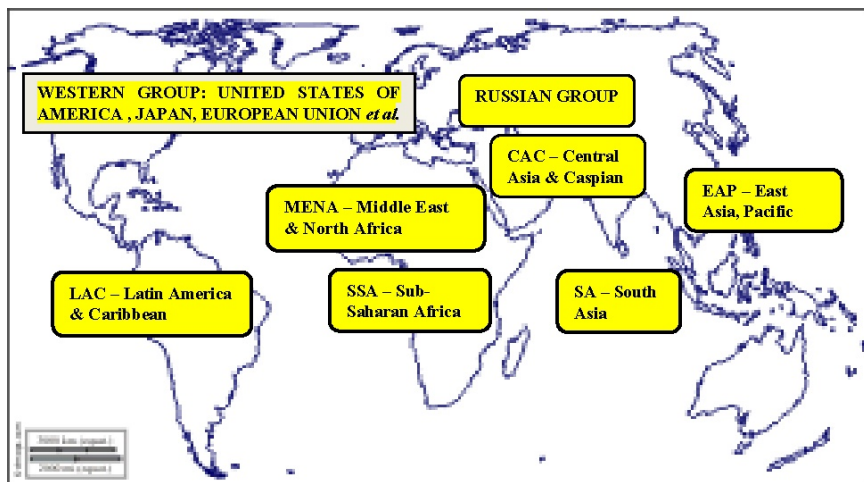 WESTERN GROUP: UNITED STATES OF
AMERICA , JAPAN, EUROPEAN UNION et al.
RUSSIAN GROUP
CAC – Central
Asia & Caspian
EAP – East
Asia, Pacific
MENA – Middle East
& North Africa
LAC – Latin America
& Caribbean
SSA – Sub-
Saharan Africa
SA – South
Asia